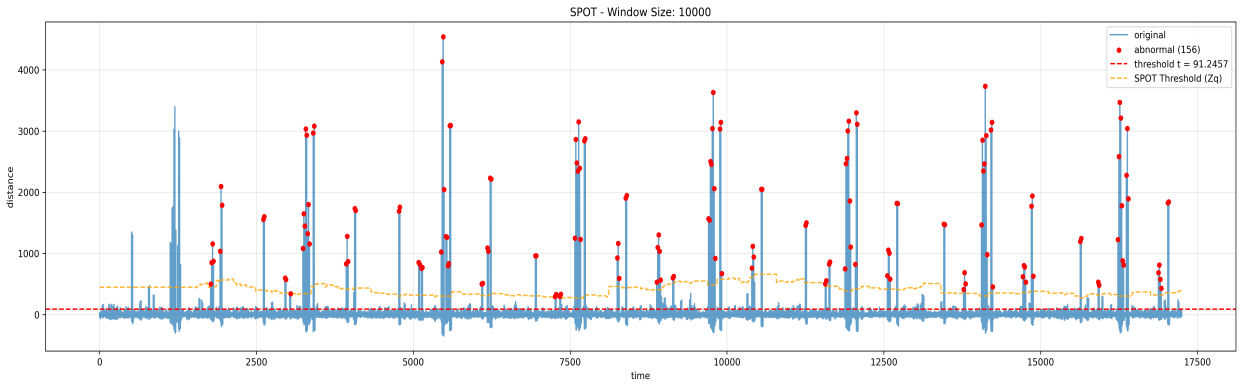 SPOT - Window Size: 10000
original
abnormal (156)
threshold t = 91.2457
SPOT Threshold (Zq)
distance
4000
3000
2000
1000
0
0 2500 5000 7500 10000 12500 15000 17500
time